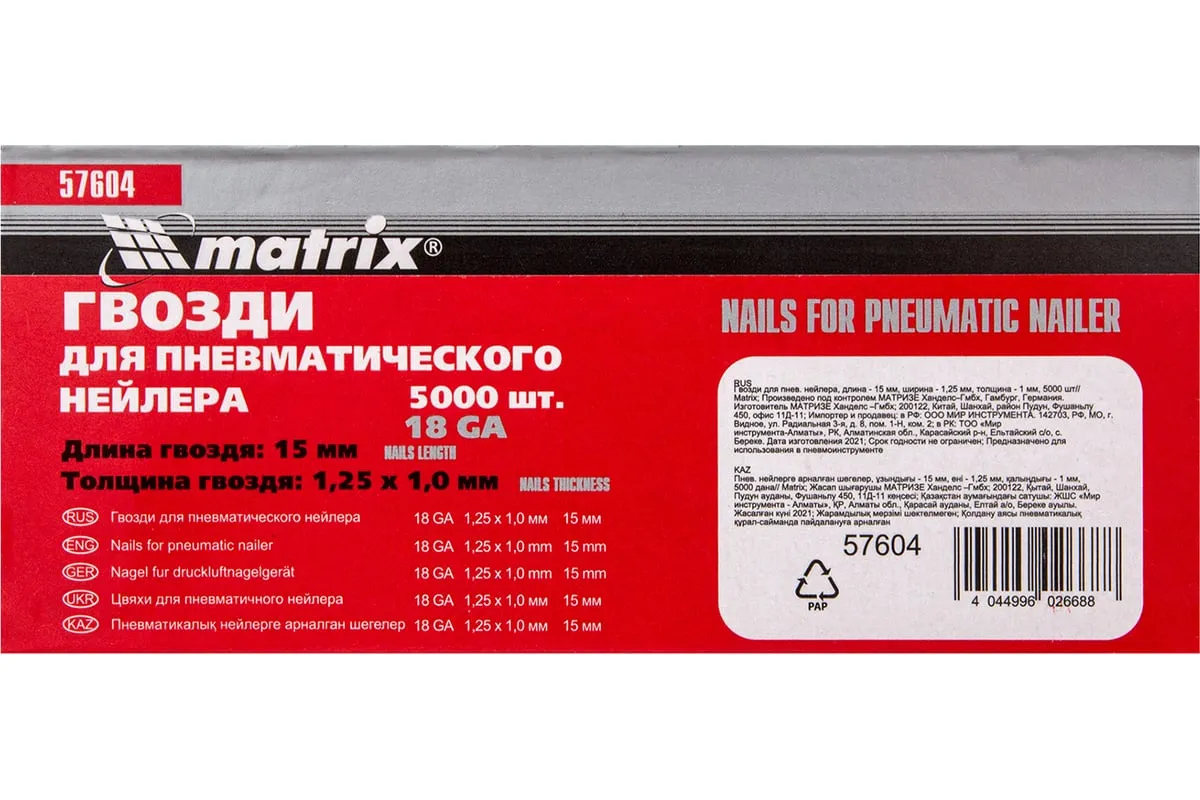 57604
matrix®
ГВОЗДИ
ДЛЯ ПНЕВМАТИЧЕСКОГО
НЕЙЛЕРА
5000 шт.
18 GA
Длина гвоздя: 15 мм NAILS LENGTH
Толщина гвоздя: 1,25 x 1,0 мм NAILS THICKNESS
RUS Гвозди для пневматического нейлера 18 GA 1,25 x 1,0 мм 15 мм
ENG Nails for pneumatic nailer 18 GA 1,25 x 1,0 mm 15 mm
GER Nagel fur druckluftnagelgerät 18 GA 1,25 x 1,0 mm 15 mm
UKR Цвяхи для пневматичного нейлера 18 GA 1,25 x 1,0 мм 15 мм
KAZ Пневматикалық нейлерге арналған шегелер 18 GA 1,25 x 1,0 мм 15 мм
NAILS FOR PNEUMATIC NAILER
RUS
Гвозди для пнев. нейлера, длина - 15 мм, ширина - 1,25 мм, толщина - 1 мм, 5000 шт//
Matrix; Произведено под контролем МАТРИЗЕ Ханделс–Гмбх, Гамбург, Германия.
Изготовитель МАТРИЗЕ Ханделс –Гмбх; 200122, Китай, Шанхай, район Пудун, Фушаньлу
450, офис 11Д-11; Импортер и продавец: в РФ: ООО МИР ИНСТРУМЕНТА. 142703, РФ, МО, г.
Видное, ул. Радиальная 3-я, д. 8, пом. 1-Н, ком. 2; в РК: ТОО «Мир
инструмента-Алматы», РК, Алматинская обл., Карасайский р-н, Ельтайский с/о, с.
Береке. Дата изготовления 2021; Срок годности не ограничен; Предназначено для
использования в пневмоинструменте
KAZ
Пнев. нейлерге арналған шегелер, ұзындығы - 15 мм, ені - 1,25 мм, қалыңдығы - 1 мм,
5000 дана// Matrix; Жасап шығарушы МАТРИЗЕ Ханделс –Гмбх; 200122, Қытай, Шанхай,
Пудун ауданы, Фушаньлу 450, 11Д-11 кеңсесі; Қазақстан аумағындағы сатушы: ЖШС «Мир
инструмента - Алматы», ҚР, Алматы обл., Қарасай ауданы, Елтай а/о, Береке ауылы.
Жасалған күні 2021; Жарамдылық мерзімі шектелмеген; Қолдану аясы пневматикалық
құрал-сайманда пайдалануға арналған
57604
PAP
4 044996 026688